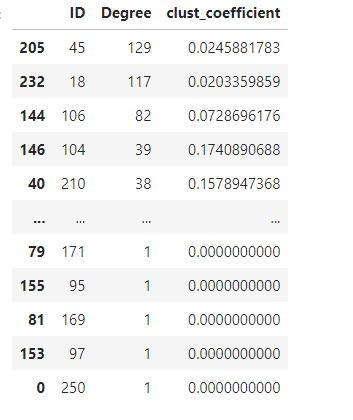 ID Degree clust_coefficient
205 45 129 0.0245881783
232 18 117 0.0203359859
144 106 82 0.0728696176
146 104 39 0.1740890688
40 210 38 0.1578947368
... ... ... ...
79 171 1 0.0000000000
155 95 1 0.0000000000
81 169 1 0.0000000000
153 97 1 0.0000000000
0 250 1 0.0000000000